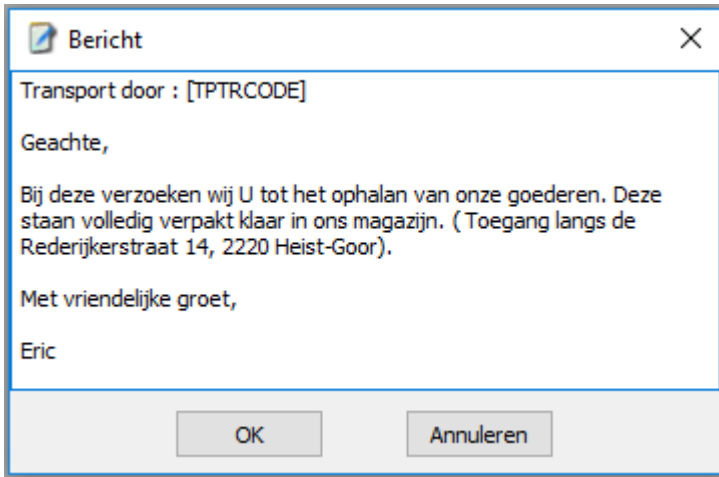 Bericht
Transport door : [TPTRCODE]
Geachte,
Bij deze verzoeken wij U tot het ophalan van onze goederen. Deze
staan volledig verpakt klaar in ons magazijn. ( Toegang langs de
Rederijkerstraat 14, 2220 Heist-Goor).
Met vriendelijke groet,
Eric
OK
Annuleren